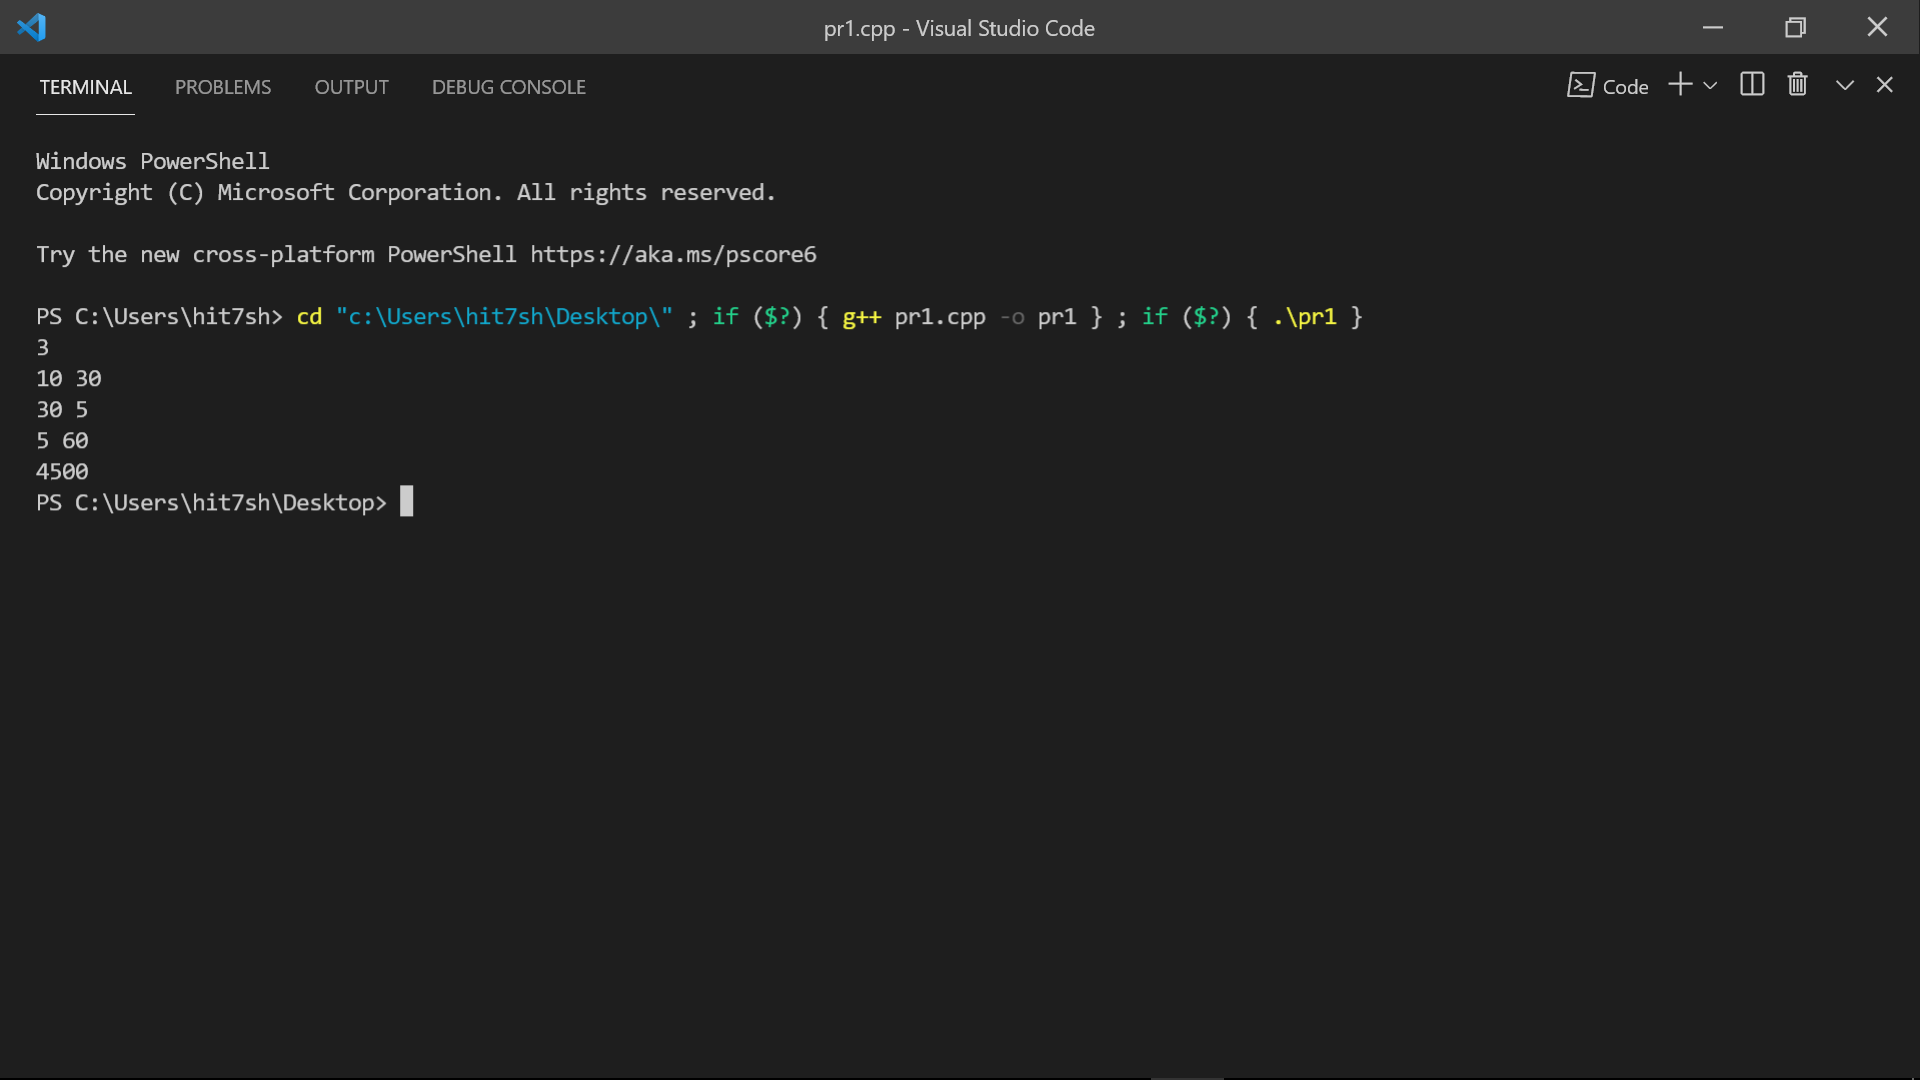 pr1.cpp - Visual Studio Code
TERMINAL PROBLEMS OUTPUT DEBUG CONSOLE Code
Windows PowerShell
Copyright (C) Microsoft Corporation. All rights reserved.
Try the new cross-platform PowerShell https://aka.ms/pscore6
PS C:\Users\hit7sh> cd "c:\Users\hit7sh\Desktop\" ; if ($?) { g++ pr1.cpp -o pr1 } ; if ($?) { .\pr1 }
3
10 30
30 5
5 60
4500
PS C:\Users\hit7sh\Desktop>